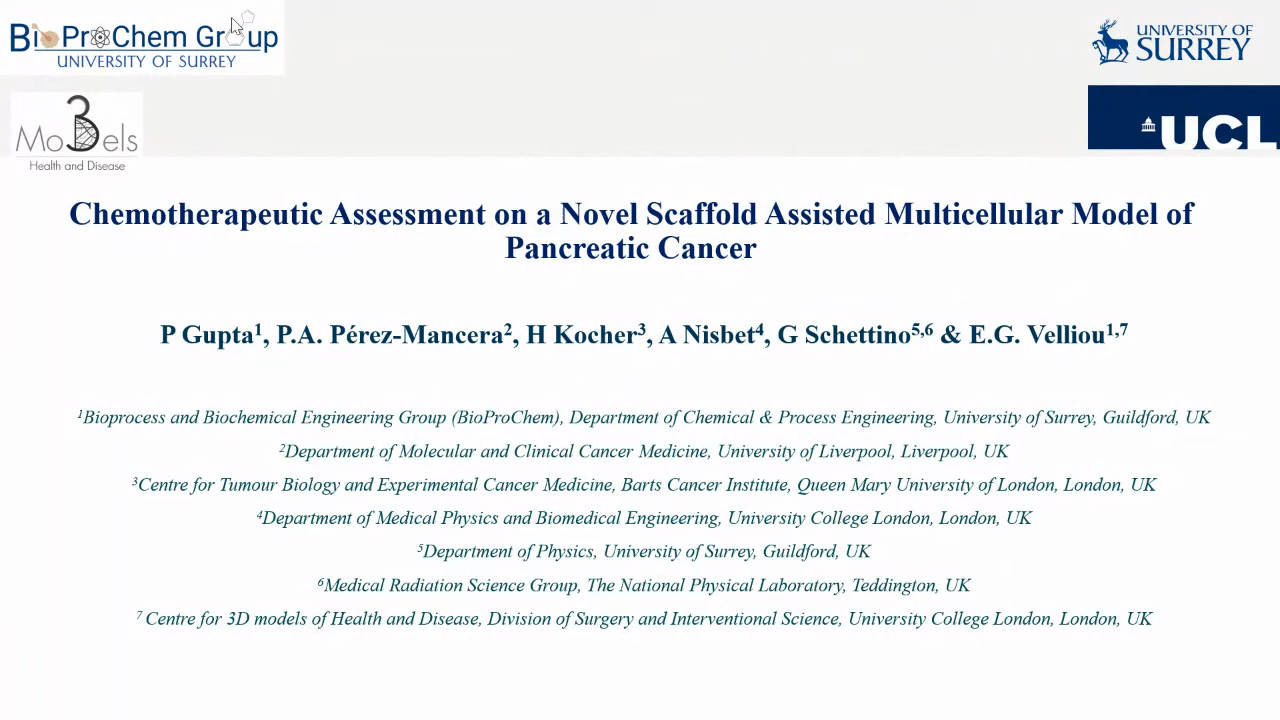 BioProChem Group
UNIVERSITY OF SURREY
UNIVERSITY OF
SURREY
Mo3els
Health and Disease
UCL
Chemotherapeutic Assessment on a Novel Scaffold Assisted Multicellular Model of
Pancreatic Cancer
P Gupta¹, P.A. Pérez-Mancera², H Kocher³, A Nisbet⁴, G Schettino⁵,⁶ & E.G. Velliou¹,⁷
¹Bioprocess and Biochemical Engineering Group (BioProChem), Department of Chemical & Process Engineering, University of Surrey, Guildford, UK
²Department of Molecular and Clinical Cancer Medicine, University of Liverpool, Liverpool, UK
³Centre for Tumour Biology and Experimental Cancer Medicine, Barts Cancer Institute, Queen Mary University of London, London, UK
⁴Department of Medical Physics and Biomedical Engineering, University College London, London, UK
⁵Department of Physics, University of Surrey, Guildford, UK
⁶Medical Radiation Science Group, The National Physical Laboratory, Teddington, UK
⁷ Centre for 3D models of Health and Disease, Division of Surgery and Interventional Science, University College London, London, UK